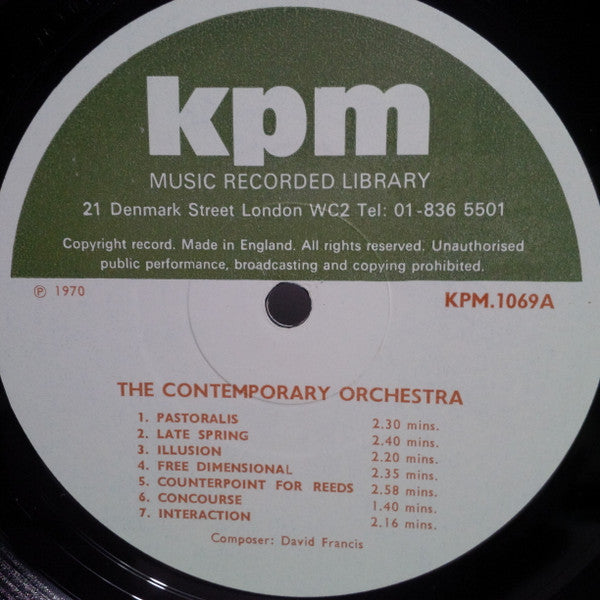 kpm
MUSIC RECORDED LIBRARY
21 Denmark Street London WC2 Tel: 01-836 5501
Copyright record. Made in England. All rights reserved. Unauthorised
public performance, broadcasting and copying prohibited.
℗ 1970
KPM.1069A
THE CONTEMPORARY ORCHESTRA
1. PASTORALIS 2.30 mins.
2. LATE SPRING 2.40 mins.
3. ILLUSION 2.20 mins.
4. FREE DIMENSIONAL 2.35 mins.
5. COUNTERPOINT FOR REEDS 2.58 mins.
6. CONCOURSE 1.40 mins.
7. INTERACTION 2.16 mins.
Composer: David Francis